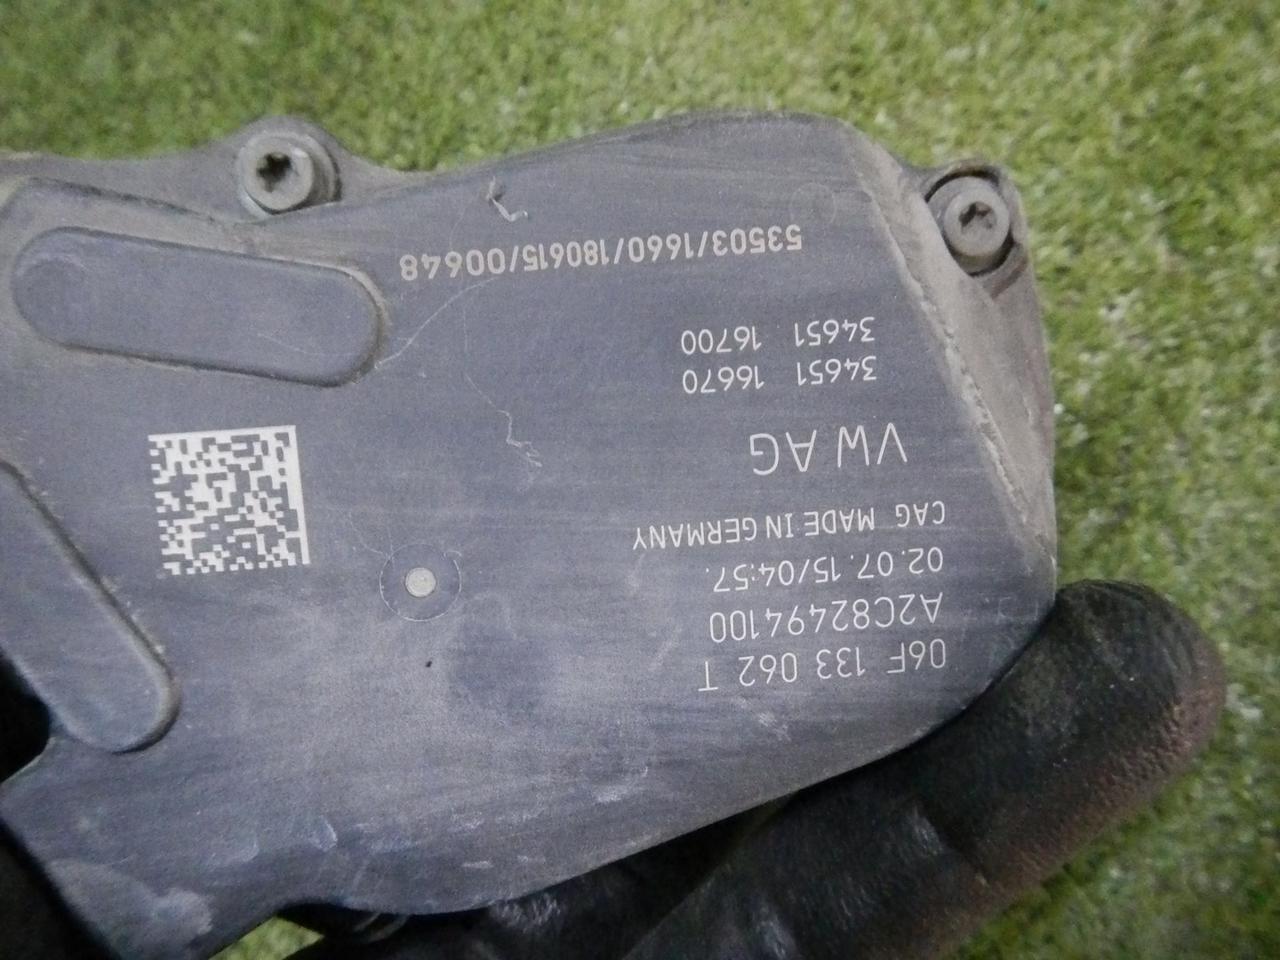 06F 133 062 T
A2C82494100
02.07.15/04:57.
CAG MADE IN GERMANY
VW AG
34651 16670
34651 16700
53503/1660/180615/00648